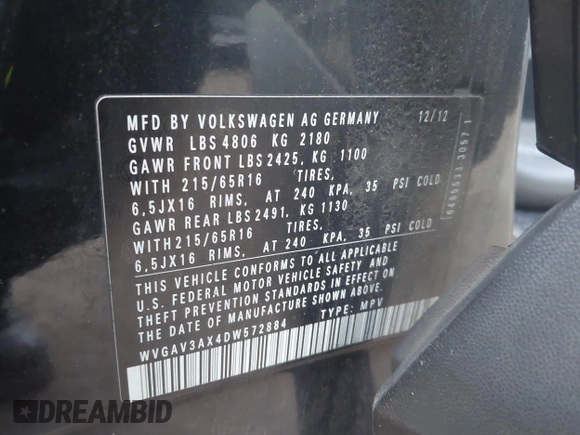 MFD BY VOLKSWAGEN AG GERMANY 12/12
GVWR LBS 4806 KG 2180
GAWR FRONT LBS 2425, KG 1100
WITH 215/65R16 TIRES,
6,5JX16 RIMS, AT 240 KPA, 35 PSI COLD
GAWR REAR LBS 2491, KG 1130
WITH 215/65R16 TIRES,
6,5JX16 RIMS, AT 240 KPA, 35 PSI COLD
THIS VEHICLE CONFORMS TO ALL APPLICABLE
U.S. FEDERAL MOTOR VEHICLE SAFETY AND
THEFT PREVENTION STANDARDS IN EFFECT ON
THE DATE OF MANUFACTURE SHOWN ABOVE.
WVGAV3AX4DW572884 TYPE: MPV
DREAMBID